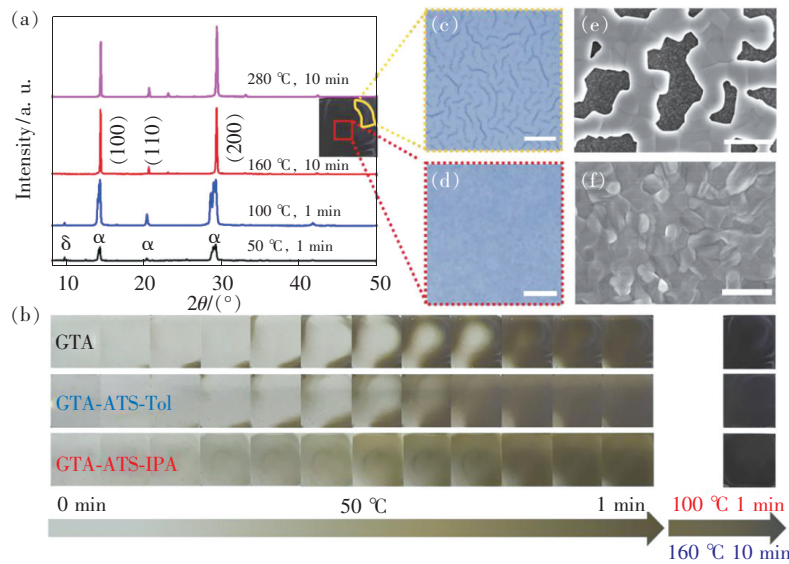 (a)
Intensity/a. u.
280 ℃, 10 min
(100)
(110)
(200)
160 ℃, 10 min
100 ℃, 1 min
50 ℃, 1 min
δ
α
α
α
10
20
30
40
50
2θ/(°)
(c)
(d)
(e)
(f)
(b)
GTA
GTA-ATS-Tol
GTA-ATS-IPA
0 min
50 ℃
1 min
100 ℃ 1 min
160 ℃ 10 min